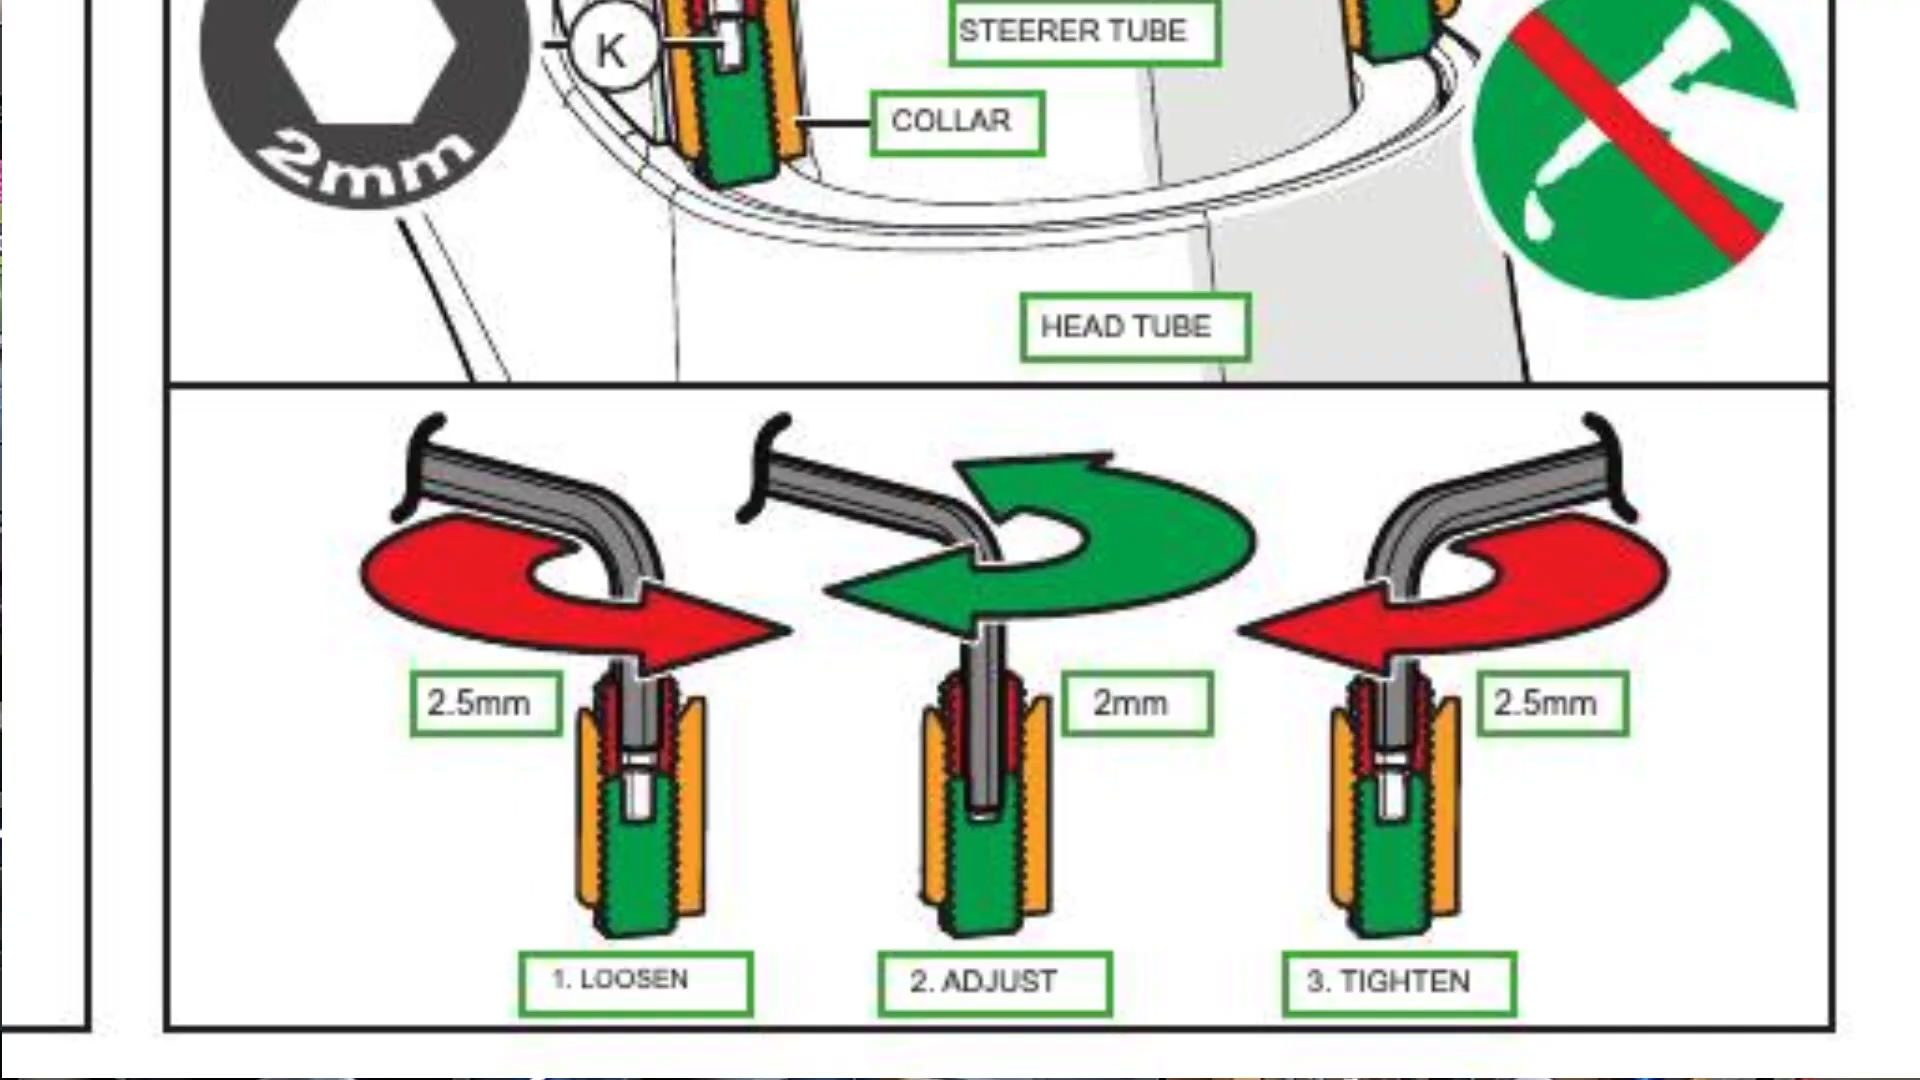 STEERER TUBE
K
COLLAR
2mm
HEAD TUBE
2.5mm
2mm
2.5mm
1. LOOSEN
2. ADJUST
3. TIGHTEN